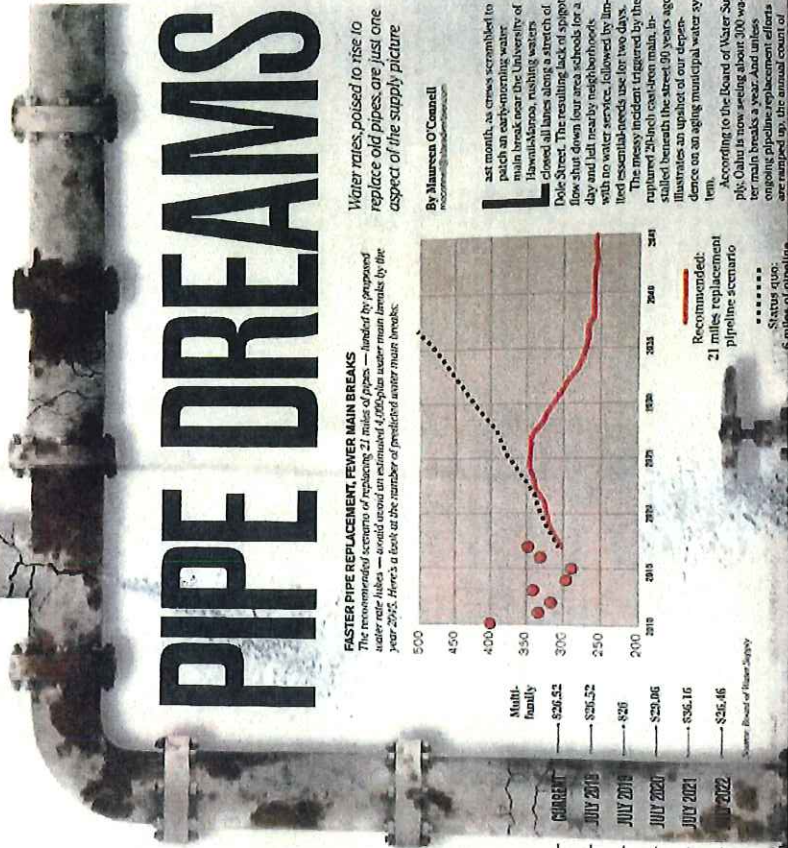 PIPE DREAMS
Water rates, poised to rise to
replace old pipes, are just one
aspect of the supply picture
By Maureen O'Connell
FASTER PIPE REPLACEMENT, FEWER MAIN BREAKS
The recommended scenario of replacing 21 miles of pipes — funded by proposed
water rate hikes — would avoid an estimated 4,000-plus water main breaks by the
year 2045. Here's a look at the number of predicted water main breaks:
500
450
400
350
300
250
200
2010
2015
2020
2025
2030
2035
2040
2045
Recommended:
21 miles replacement
pipeline scenario
Status quo:
6 miles of pipeline
Source: Board of Water Supply
Last month, as crews scrambled to
patch an early-morning water
main break near the University of
Hawaii-Manoa, rushing waters
closed all lanes along a stretch of
Dole Street. The resulting lack of spigot
flow shut down four area schools for a
day and left nearby neighborhoods
with no water service, followed by lim-
ited essential-needs use for two days.
The messy incident triggered by the
ruptured 20-inch cast-iron main, in-
stalled beneath the street 90 years ago
illustrates an upshot of our depen-
dence on an aging municipal water sy
tem.
According to the Board of Water Su
ply, Oahu is now seeing about 300 wa-
ter main breaks a year. And unless
ongoing pipeline replacement efforts
are ramped up, the annual count of
Multi-
family
CURRENT $26.52
JULY 2018 $26.52
JULY 2019 $26
JULY 2020 $29.06
JULY 2021 $36.16
JULY 2022 $26.46